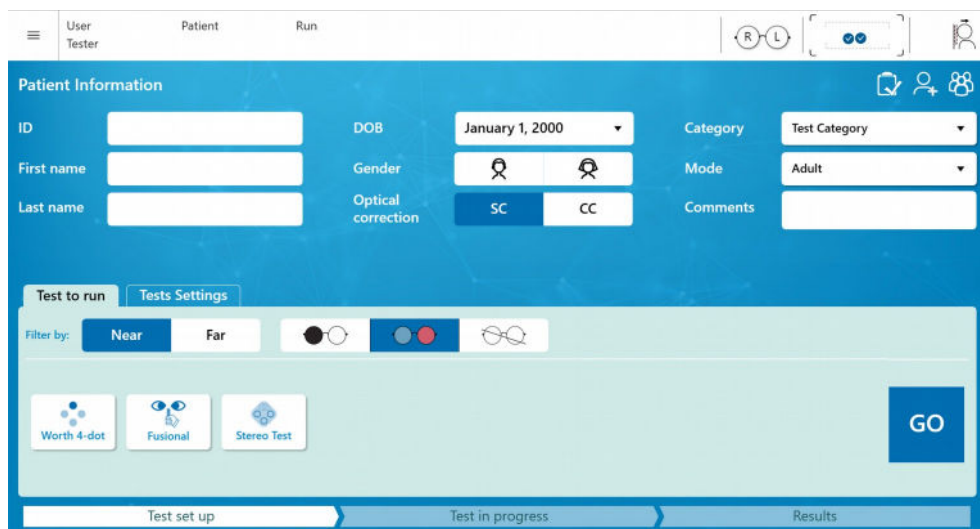 User Patient Run
Tester
R L
Patient Information
ID DOB January 1, 2000 Category Test Category
First name Gender Mode Adult
Last name Optical correction SC CC Comments
Test to run Tests Settings
Filter by: Near Far
Worth 4-dot Fusional Stereo Test
GO
Test set up Test in progress Results